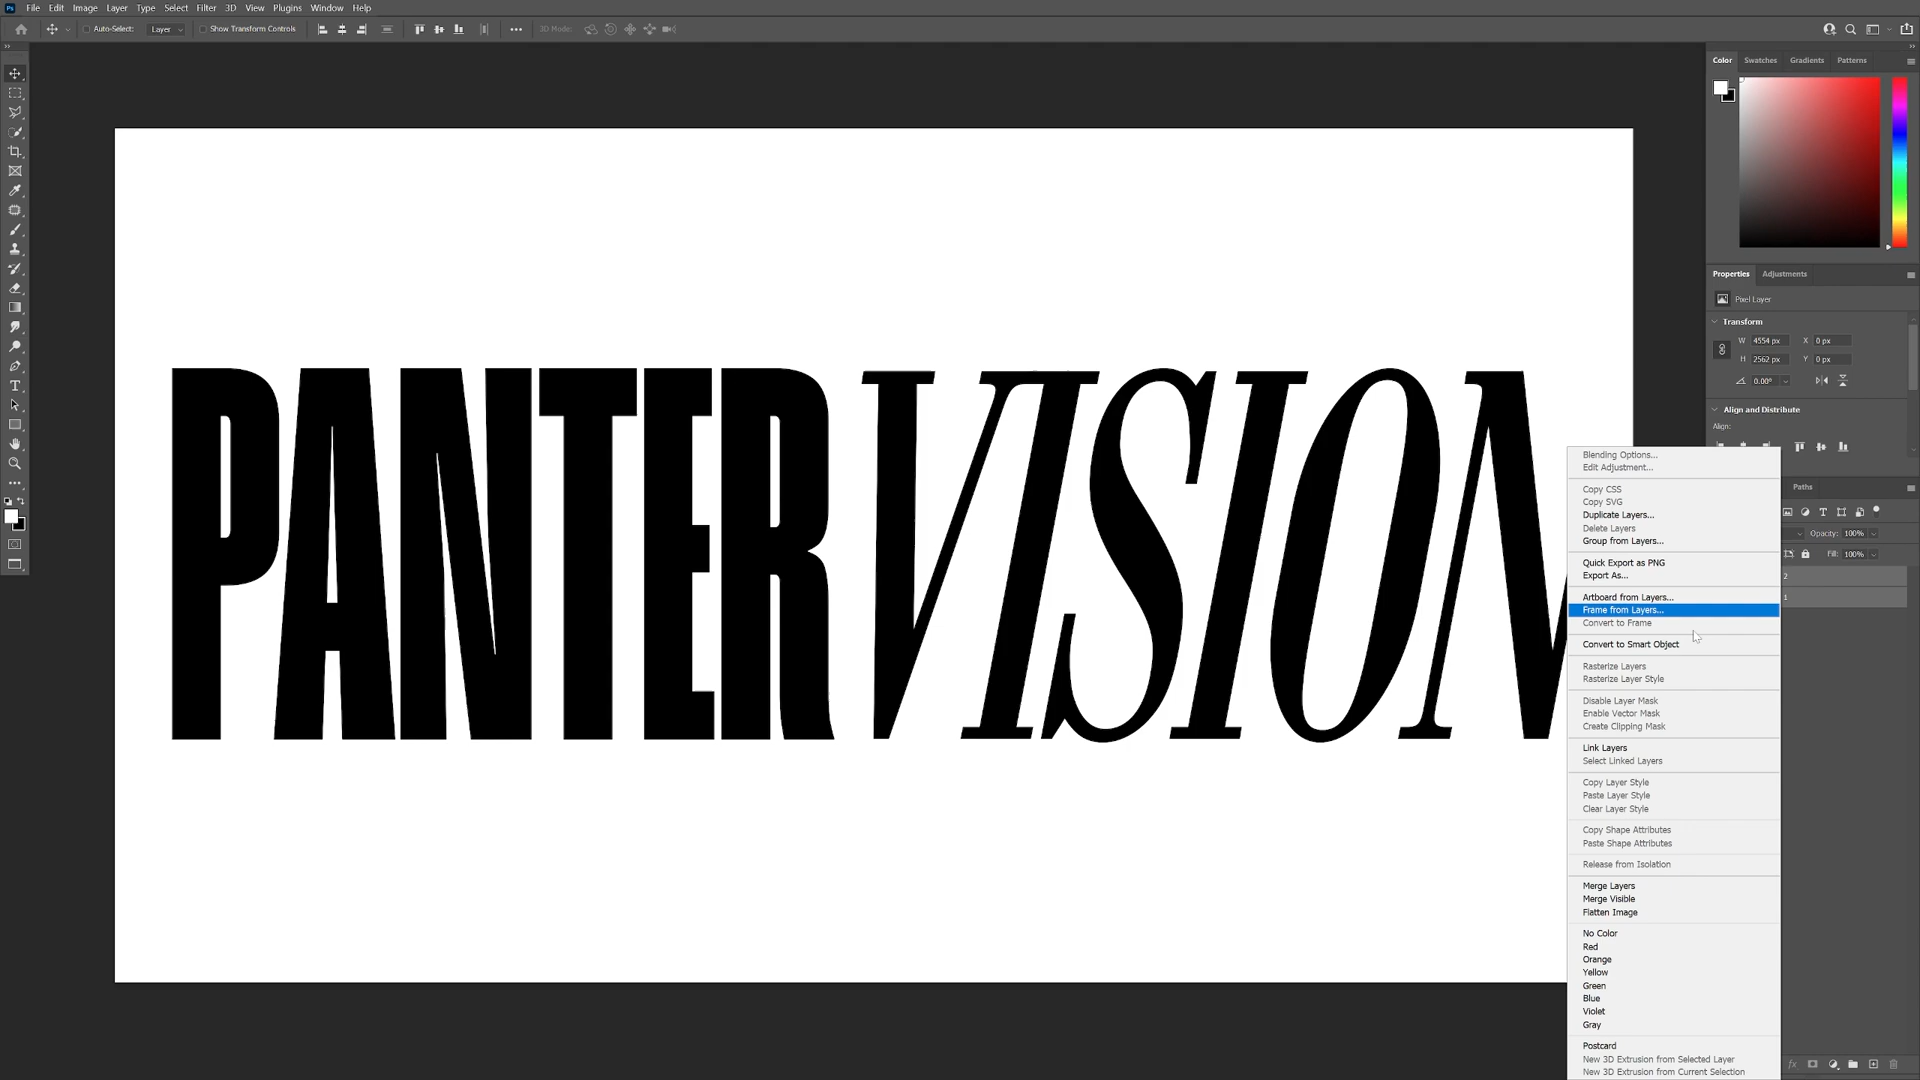 Ps File Edit Image Layer Type Select Filter 3D View Plugins Window Help
Auto-Select: Layer Show Transform Controls 3D Mode:
Color Swatches Gradients Patterns
Properties Adjustments
Pixel Layer
Transform
W 4554 px X 0 px
H 2562 px Y 0 px
0.00°
Align and Distribute
Align:
PANTERVISION
Paths
Opacity: 100%
Fill: 100%
2
1
Blending Options...
Edit Adjustment...
Copy CSS
Copy SVG
Duplicate Layers...
Delete Layers
Group from Layers...
Quick Export as PNG
Export As...
Artboard from Layers...
Frame from Layers...
Convert to Frame
Convert to Smart Object
Rasterize Layers
Rasterize Layer Style
Disable Layer Mask
Enable Vector Mask
Create Clipping Mask
Link Layers
Select Linked Layers
Copy Layer Style
Paste Layer Style
Clear Layer Style
Copy Shape Attributes
Paste Shape Attributes
Release from Isolation
Merge Layers
Merge Visible
Flatten Image
No Color
Red
Orange
Yellow
Green
Blue
Violet
Gray
Postcard
New 3D Extrusion from Selected Layer
New 3D Extrusion from Current Selection
fx